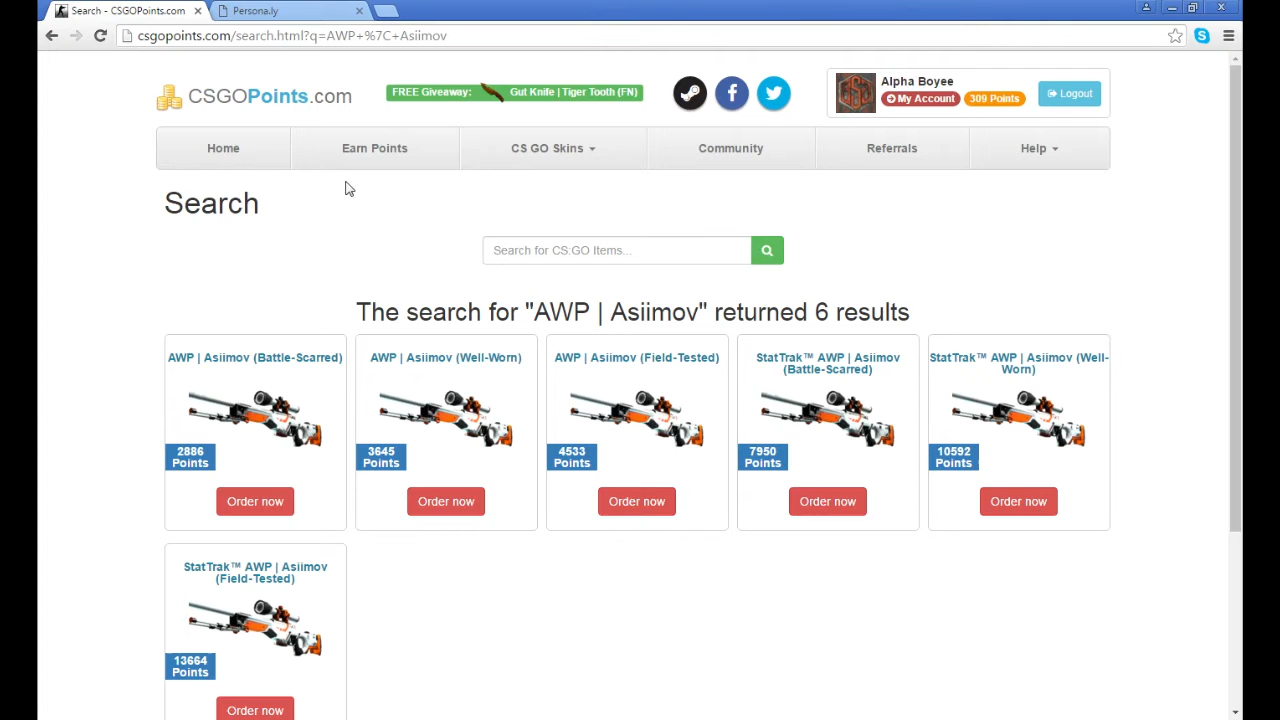 Search - CSGOPoints.com
Persona.ly
csgopoints.com/search.html?q=AWP+%7C+Asiimov
CSGOPoints.com
FREE Giveaway: Gut Knife | Tiger Tooth (FN)
Alpha Boyee
My Account
309 Points
Logout
Home
Earn Points
CS GO Skins
Community
Referrals
Help
Search
Search for CS:GO Items...
The search for "AWP | Asiimov" returned 6 results
AWP | Asiimov (Battle-Scarred)
2886
Points
Order now
AWP | Asiimov (Well-Worn)
3645
Points
Order now
AWP | Asiimov (Field-Tested)
4533
Points
Order now
StatTrak™ AWP | Asiimov
(Battle-Scarred)
7950
Points
Order now
StatTrak™ AWP | Asiimov (Well-
Worn)
10592
Points
Order now
StatTrak™ AWP | Asiimov
(Field-Tested)
13664
Points
Order now